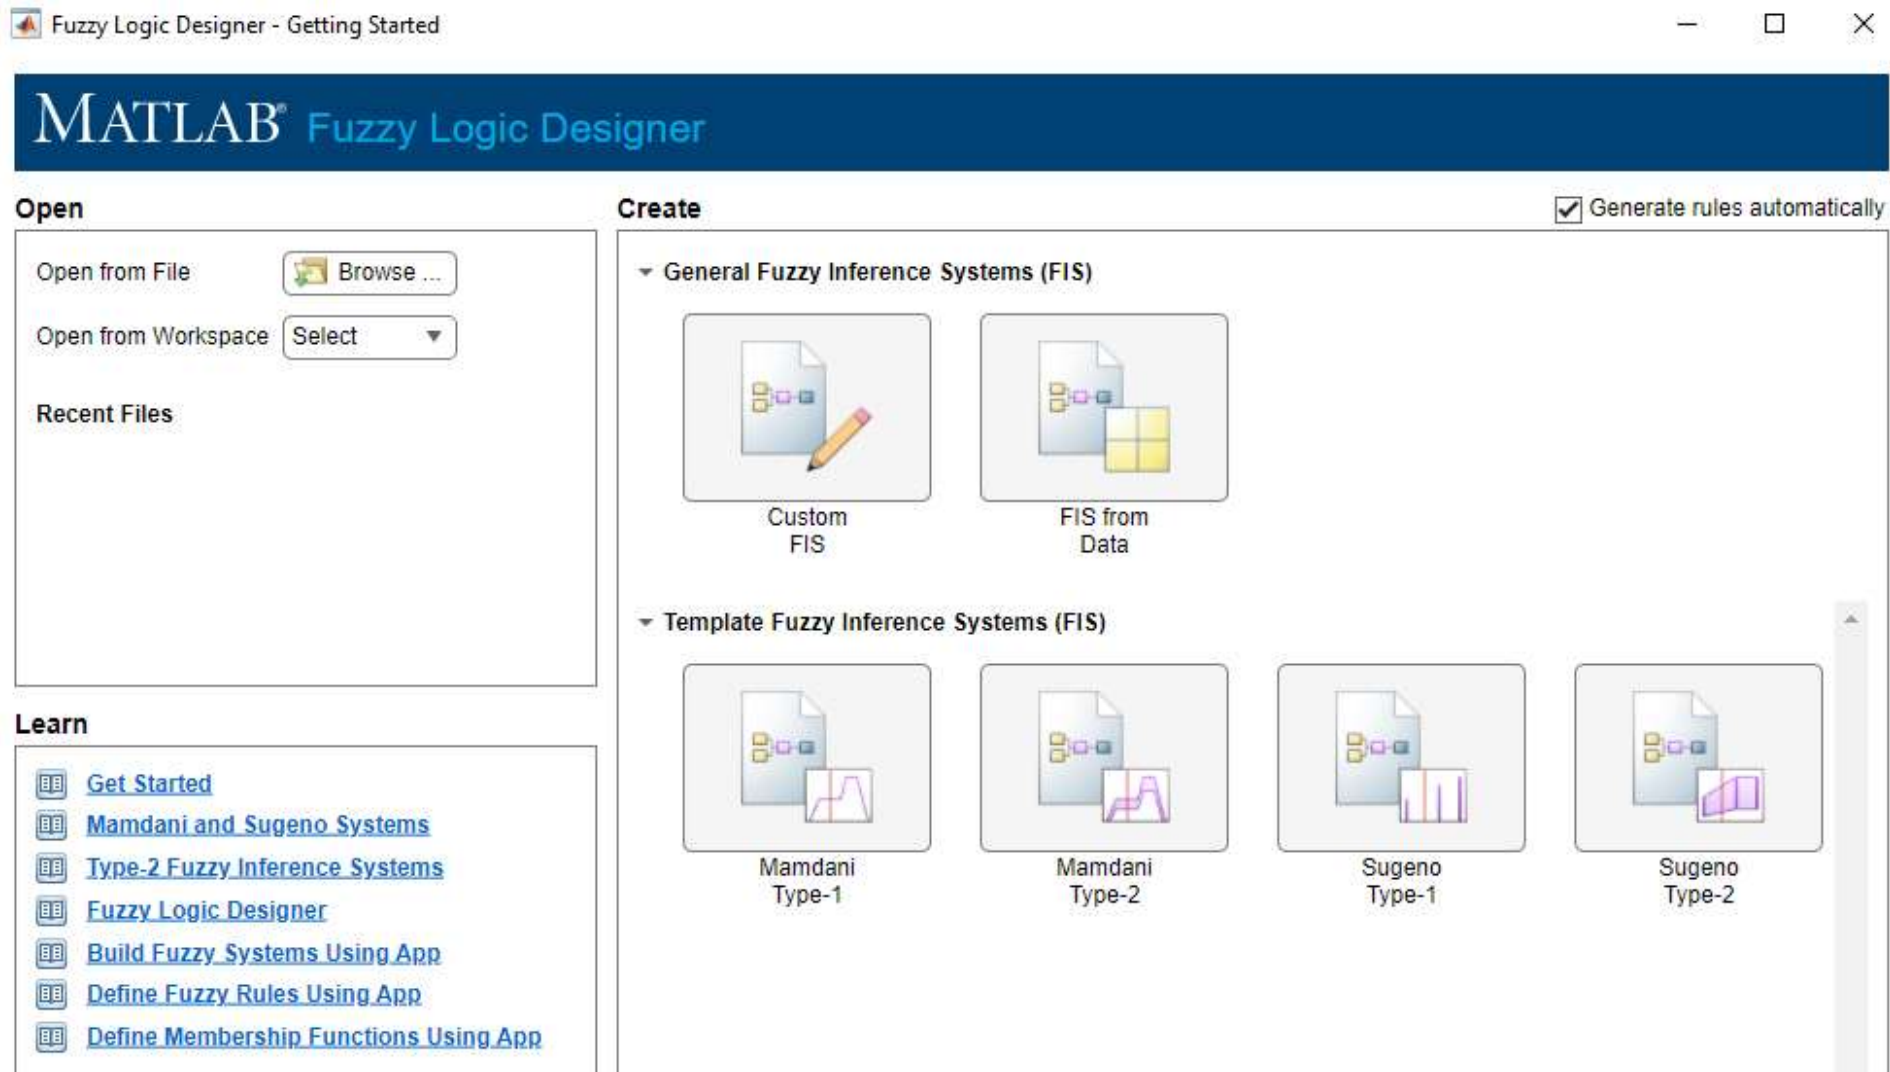 Fuzzy Logic Designer - Getting Started
MATLAB® Fuzzy Logic Designer
Open
Open from File
Browse ...
Open from Workspace
Select
Recent Files
Learn
Get Started
Mamdani and Sugeno Systems
Type-2 Fuzzy Inference Systems
Fuzzy Logic Designer
Build Fuzzy Systems Using App
Define Fuzzy Rules Using App
Define Membership Functions Using App
Create
Generate rules automatically
General Fuzzy Inference Systems (FIS)
Custom
FIS
FIS from
Data
Template Fuzzy Inference Systems (FIS)
Mamdani
Type-1
Mamdani
Type-2
Sugeno
Type-1
Sugeno
Type-2